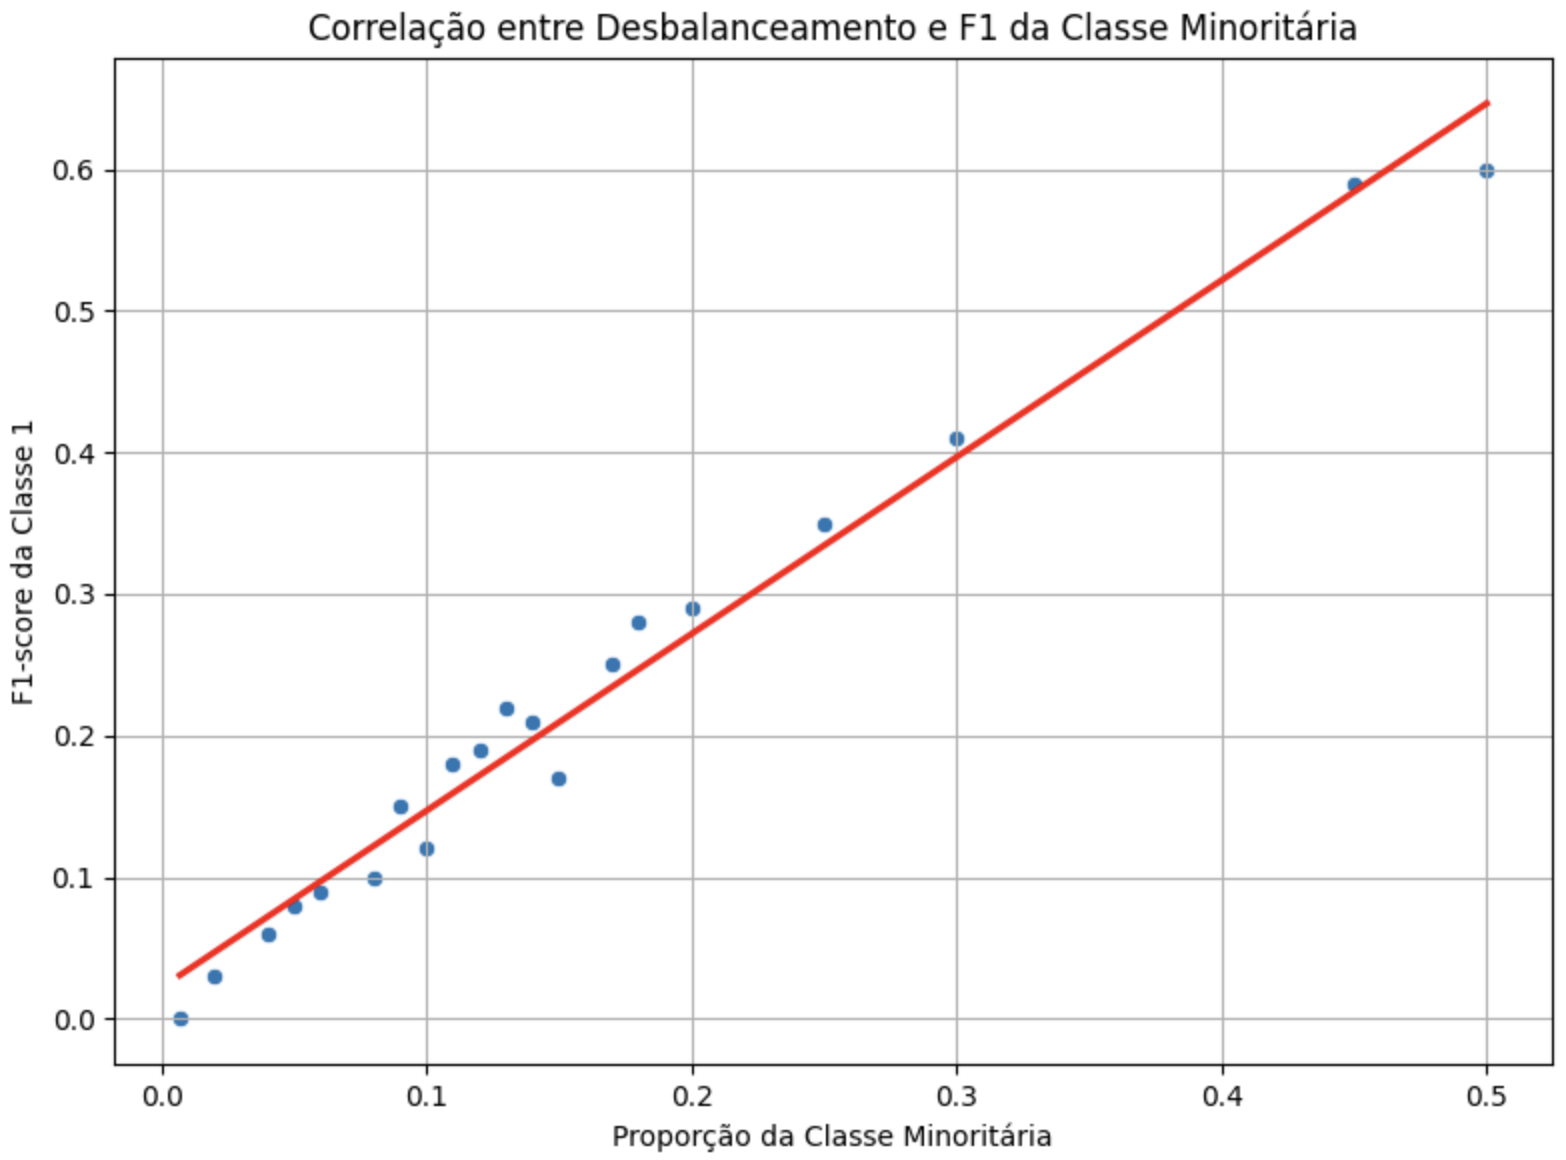 Correlação entre Desbalanceamento e F1 da Classe Minoritária
F1-score da Classe 1
0.6
0.5
0.4
0.3
0.2
0.1
0.0
0.0 0.1 0.2 0.3 0.4 0.5
Proporção da Classe Minoritária